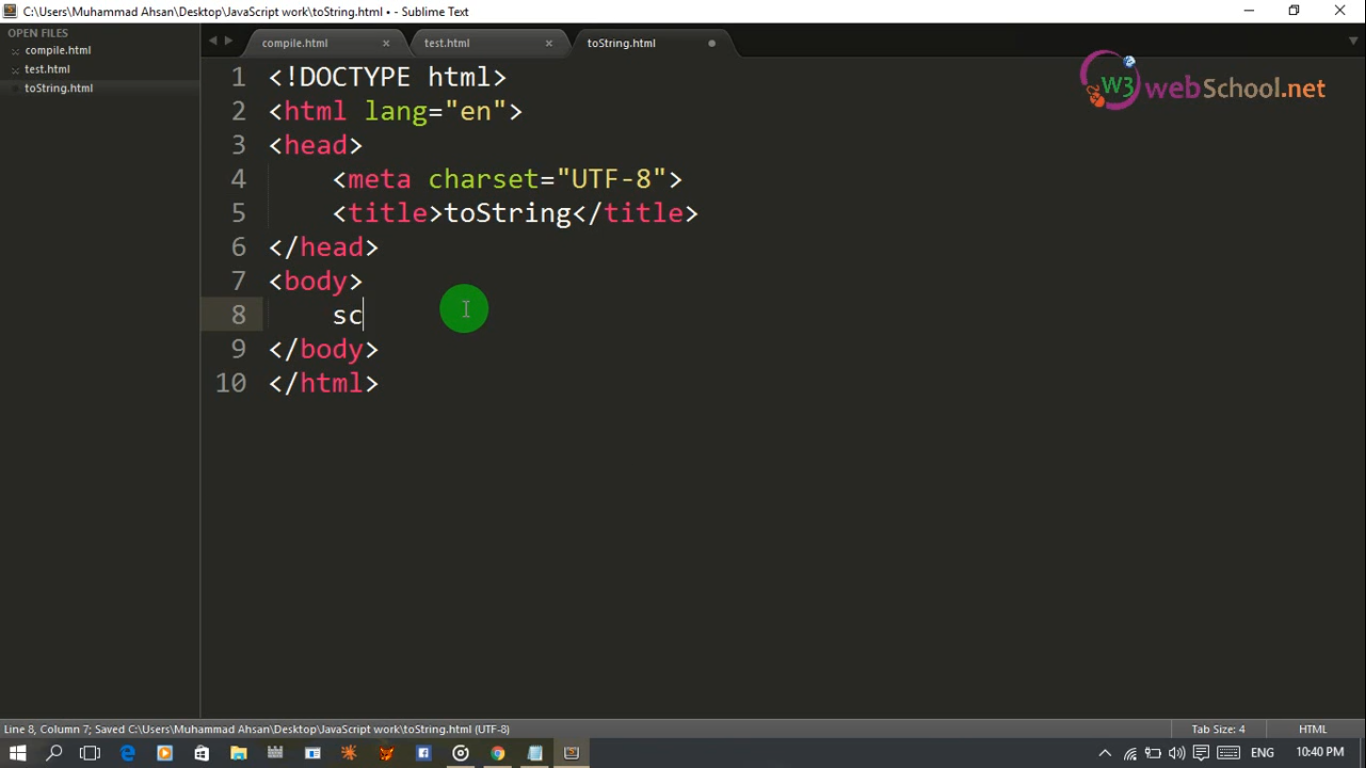 C:\Users\Muhammad Ahsan\Desktop\JavaScript work\toString.html • - Sublime Text
OPEN FILES
compile.html
test.html
toString.html
compile.html × test.html × toString.html
W3 webSchool.net
1 <!DOCTYPE html>
2 <html lang="en">
3 <head>
4 <meta charset="UTF-8">
5 <title>toString</title>
6 </head>
7 <body>
8 sc
9 </body>
10 </html>
Line 8, Column 7; Saved C:\Users\Muhammad Ahsan\Desktop\JavaScript work\toString.html (UTF-8) Tab Size: 4 HTML
ENG 10:40 PM